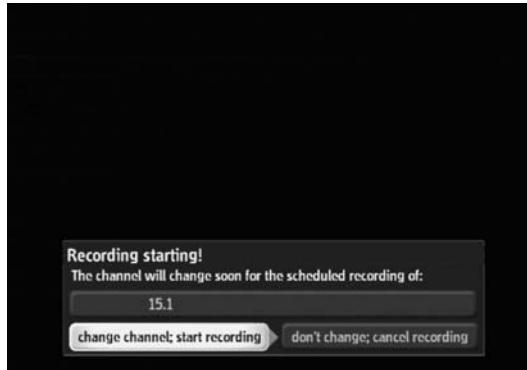 Recording starting!
The channel will change soon for the scheduled recording of:
15.1
change channel; start recording don't change; cancel recording